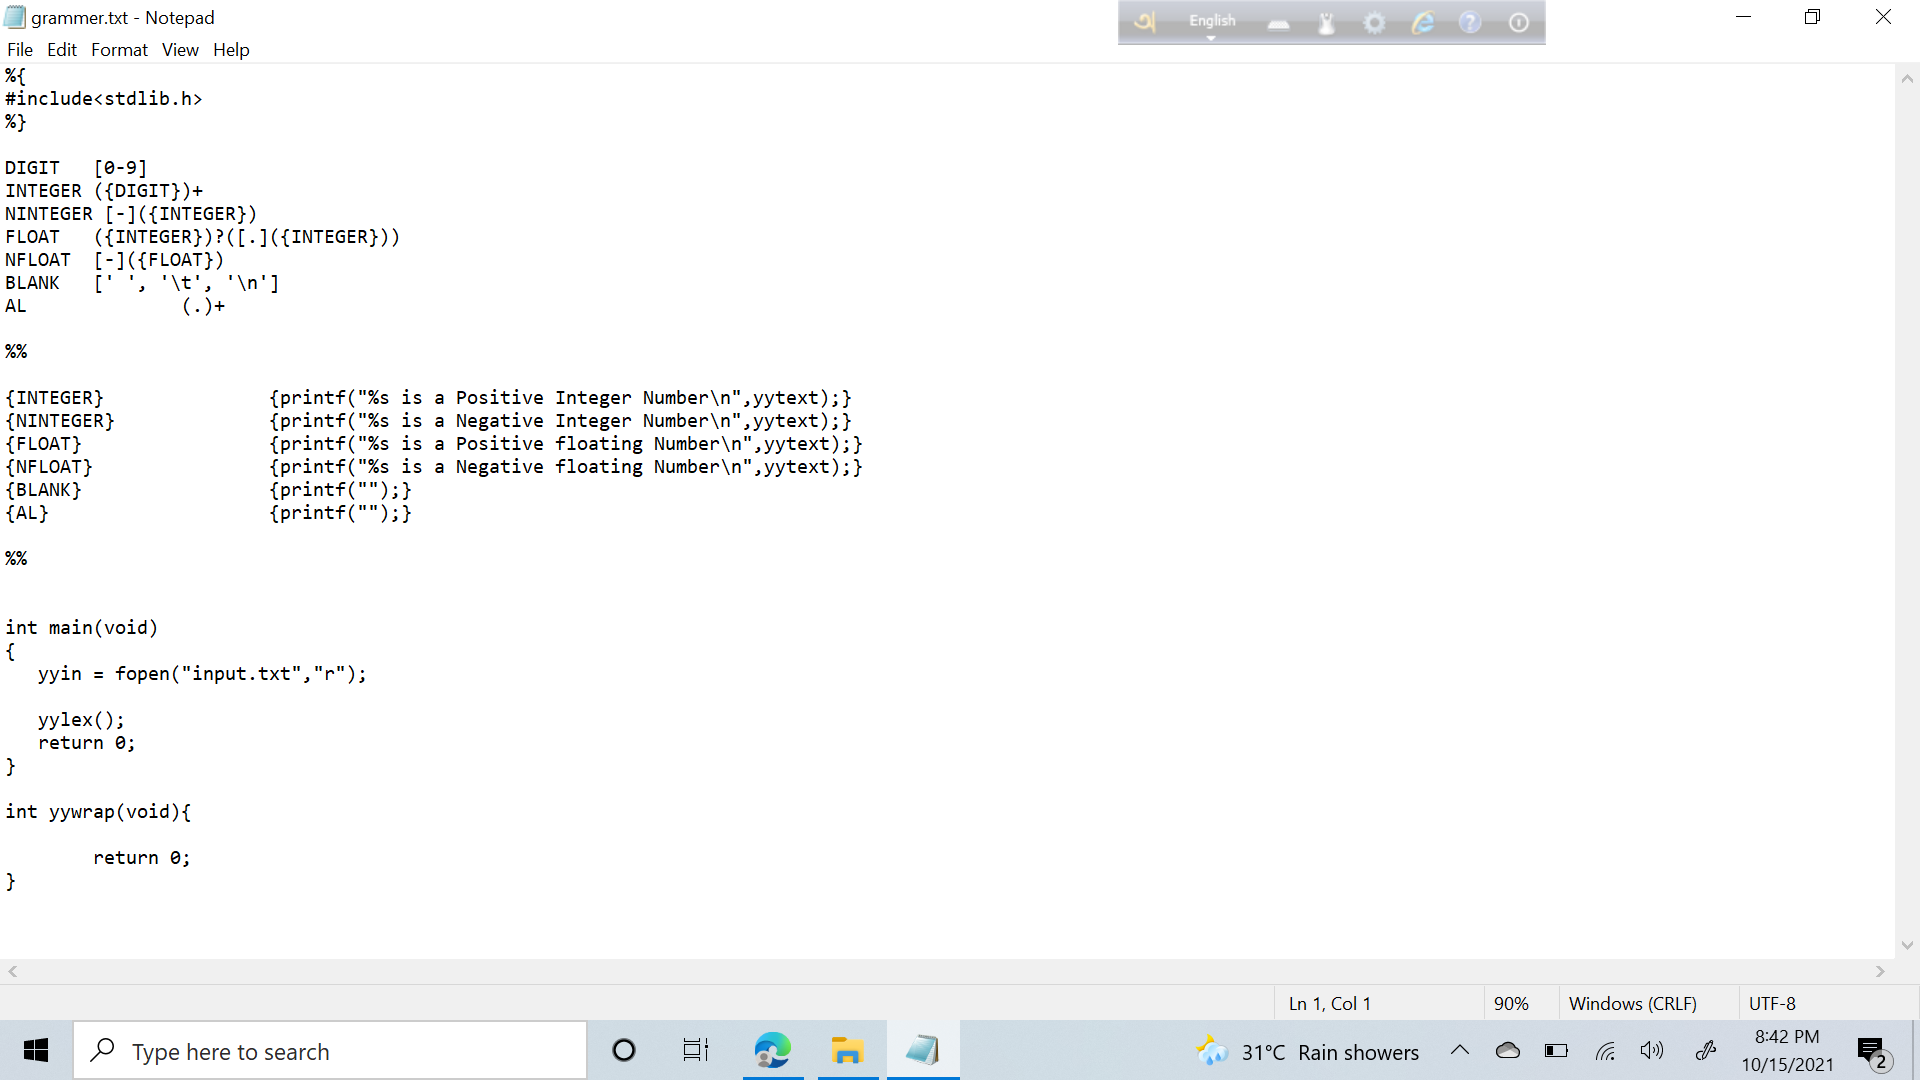 grammer.txt - Notepad
English
File Edit Format View Help
%{
#include<stdlib.h>
%}
DIGIT   [0-9]
INTEGER ({DIGIT})+
NINTEGER [-]({INTEGER})
FLOAT   ({INTEGER})?([.]({INTEGER}))
NFLOAT  [-]({FLOAT})
BLANK   [' ', '\t', '\n']
AL              (.)+
%%
{INTEGER}               {printf("%s is a Positive Integer Number\n",yytext);}
{NINTEGER}              {printf("%s is a Negative Integer Number\n",yytext);}
{FLOAT}                 {printf("%s is a Positive floating Number\n",yytext);}
{NFLOAT}                {printf("%s is a Negative floating Number\n",yytext);}
{BLANK}                 {printf("");}
{AL}                    {printf("");}
%%
int main(void)
{
   yyin = fopen("input.txt","r");
   yylex();
   return 0;
}
int yywrap(void){
        return 0;
}
Ln 1, Col 1
90%
Windows (CRLF)
UTF-8
Type here to search
31°C Rain showers
8:42 PM
10/15/2021
2